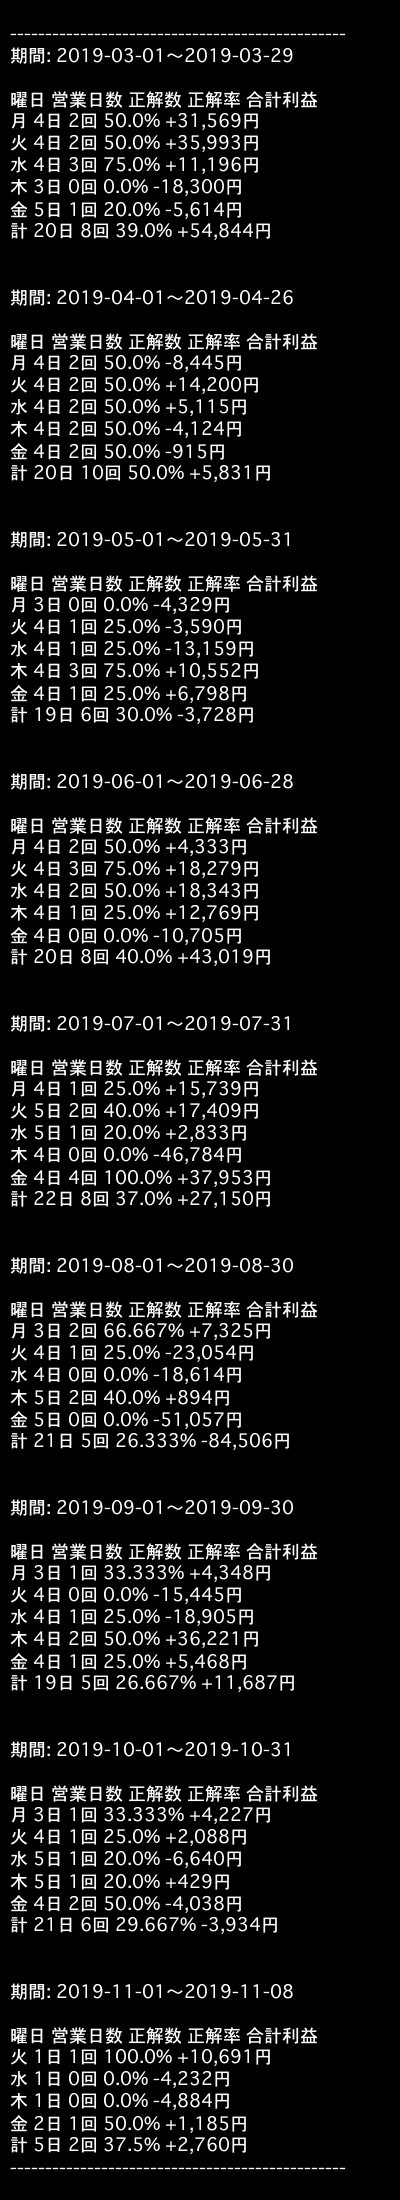 ------------------------------------------------
期間: 2019-03-01〜2019-03-29
曜日 営業日数 正解数 正解率 合計利益
月 4日 2回 50.0% +31,569円
火 4日 2回 50.0% +35,993円
水 4日 3回 75.0% +11,196円
木 3日 0回 0.0% -18,300円
金 5日 1回 20.0% -5,614円
計 20日 8回 39.0% +54,844円
期間: 2019-04-01〜2019-04-26
曜日 営業日数 正解数 正解率 合計利益
月 4日 2回 50.0% -8,445円
火 4日 2回 50.0% +14,200円
水 4日 2回 50.0% +5,115円
木 4日 2回 50.0% -4,124円
金 4日 2回 50.0% -915円
計 20日 10回 50.0% +5,831円
期間: 2019-05-01〜2019-05-31
曜日 営業日数 正解数 正解率 合計利益
月 3日 0回 0.0% -4,329円
火 4日 1回 25.0% -3,590円
水 4日 1回 25.0% -13,159円
木 4日 3回 75.0% +10,552円
金 4日 1回 25.0% +6,798円
計 19日 6回 30.0% -3,728円
期間: 2019-06-01〜2019-06-28
曜日 営業日数 正解数 正解率 合計利益
月 4日 2回 50.0% +4,333円
火 4日 3回 75.0% +18,279円
水 4日 2回 50.0% +18,343円
木 4日 1回 25.0% +12,769円
金 4日 0回 0.0% -10,705円
計 20日 8回 40.0% +43,019円
期間: 2019-07-01〜2019-07-31
曜日 営業日数 正解数 正解率 合計利益
月 4日 1回 25.0% +15,739円
火 5日 2回 40.0% +17,409円
水 5日 1回 20.0% +2,833円
木 4日 0回 0.0% -46,784円
金 4日 4回 100.0% +37,953円
計 22日 8回 37.0% +27,150円
期間: 2019-08-01〜2019-08-30
曜日 営業日数 正解数 正解率 合計利益
月 3日 2回 66.667% +7,325円
火 4日 1回 25.0% -23,054円
水 4日 0回 0.0% -18,614円
木 5日 2回 40.0% +894円
金 5日 0回 0.0% -51,057円
計 21日 5回 26.333% -84,506円
期間: 2019-09-01〜2019-09-30
曜日 営業日数 正解数 正解率 合計利益
月 3日 1回 33.333% +4,348円
火 4日 0回 0.0% -15,445円
水 4日 1回 25.0% -18,905円
木 4日 2回 50.0% +36,221円
金 4日 1回 25.0% +5,468円
計 19日 5回 26.667% +11,687円
期間: 2019-10-01〜2019-10-31
曜日 営業日数 正解数 正解率 合計利益
月 3日 1回 33.333% +4,227円
火 4日 1回 25.0% +2,088円
水 5日 1回 20.0% -6,640円
木 5日 1回 20.0% +429円
金 4日 2回 50.0% -4,038円
計 21日 6回 29.667% -3,934円
期間: 2019-11-01〜2019-11-08
曜日 営業日数 正解数 正解率 合計利益
火 1日 1回 100.0% +10,691円
水 1日 0回 0.0% -4,232円
木 1日 0回 0.0% -4,884円
金 2日 1回 50.0% +1,185円
計 5日 2回 37.5% +2,760円
------------------------------------------------